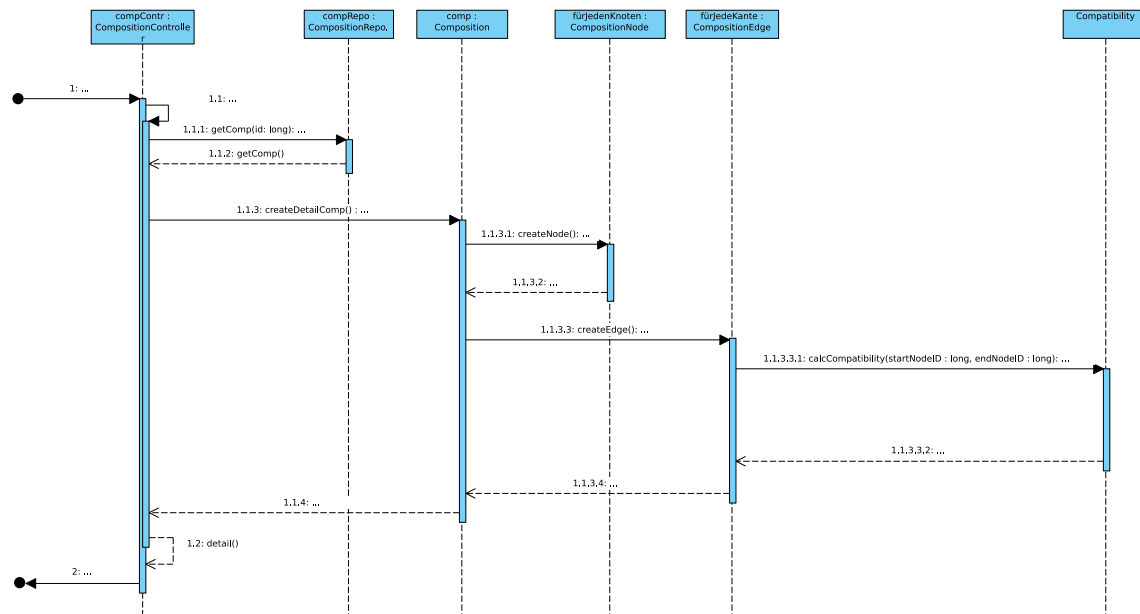 compContr :
CompositionControlle
r
compRepo :
CompositionRepo.
comp :
Composition
fürJedenKnoten :
CompositionNode
fürJedeKante :
CompositionEdge
Compatibility
1: ...
1.1: ...
1.1.1: getComp(id: long): ...
1.1.2: getComp()
1.1.3: createDetailComp() : ...
1.1.3.1: createNode(): ...
1.1.3.2: ...
1.1.3.3: createEdge(): ...
1.1.3.3.1: calcCompatibility(startNodeID : long, endNodeID : long): ...
1.1.3.3.2: ...
1.1.3.4: ...
1.1.4: ...
1.2: detail()
2: ...